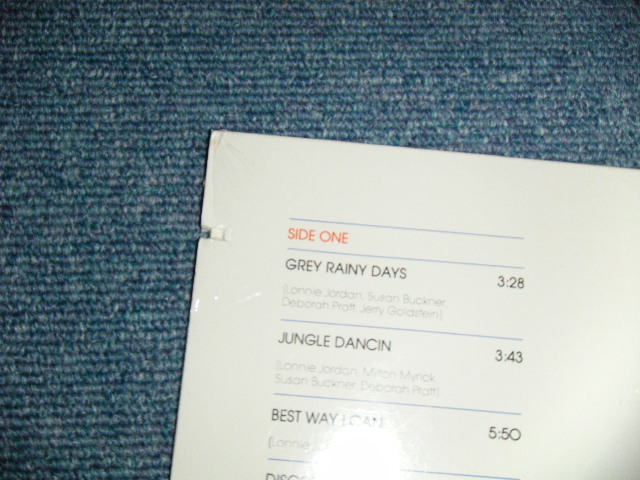 SIDE ONE
GREY RAINY DAYS 3:28
(Lonnie Jordan, Susan Buckner,
Deborah Pratt, Jerry Goldstein)
JUNGLE DANCIN 3:43
(Lonnie Jordan, Milton Myrick,
Susan Buckner, Deborah Pratt)
BEST WAY I CAN 5:50
(Lonnie